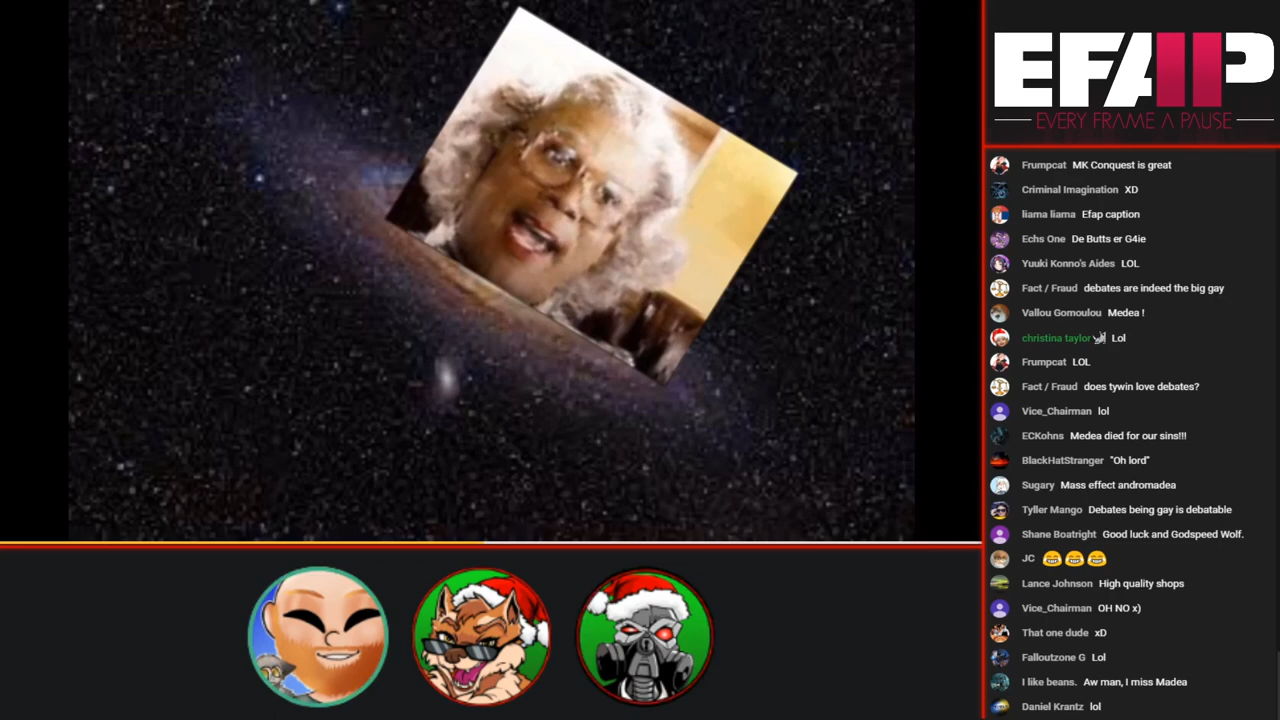 EFAP
EVERY FRAME A PAUSE
Frumpcat MK Conquest is great
Criminal Imagination XD
liama liama Efap caption
Echs One De Butts er G4ie
Yuuki Konno's Aides LOL
Fact / Fraud debates are indeed the big gay
Vallou Gomoulou Medea !
christina taylor Lol
Frumpcat LOL
Fact / Fraud does tywin love debates?
Vice_Chairman lol
ECKohns Medea died for our sins!!!
BlackHatStranger "Oh lord"
Sugary Mass effect andromadea
Tyller Mango Debates being gay is debatable
Shane Boatright Good luck and Godspeed Wolf.
JC 😂😂😂
Lance Johnson High quality shops
Vice_Chairman OH NO x)
That one dude xD
Falloutzone G Lol
I like beans. Aw man, I miss Madea
Daniel Krantz lol